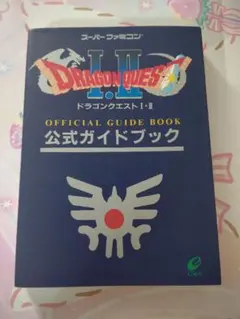 スーパーファミコン
DRAGON QUEST
I·II
ドラゴンクエストI·II
OFFICIAL GUIDE BOOK
公式ガイドブック